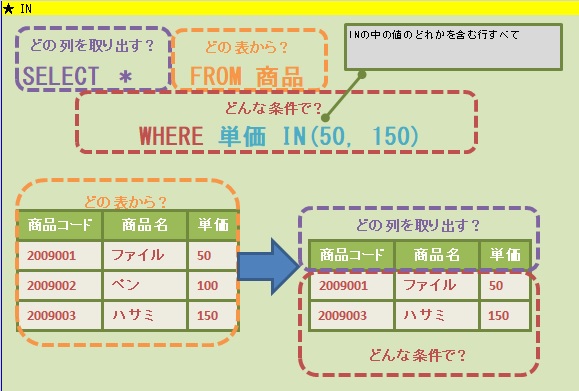 ★ IN
どの列を取り出す？
どの表から？
INの中の値のどれかを含む行すべて
SELECT *
FROM 商品
どんな条件で？
WHERE 単価 IN(50, 150)
どの表から？
商品コード 商品名 単価
2009001 ファイル 50
2009002 ペン 100
2009003 ハサミ 150
どの列を取り出す？
商品コード 商品名 単価
2009001 ファイル 50
2009003 ハサミ 150
どんな条件で？